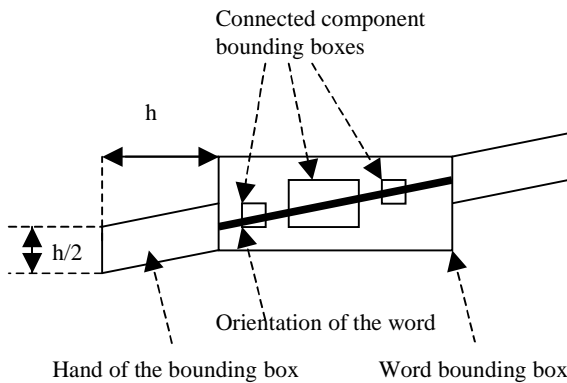 Connected component
bounding boxes
h
h/2
Orientation of the word
Hand of the bounding box
Word bounding box